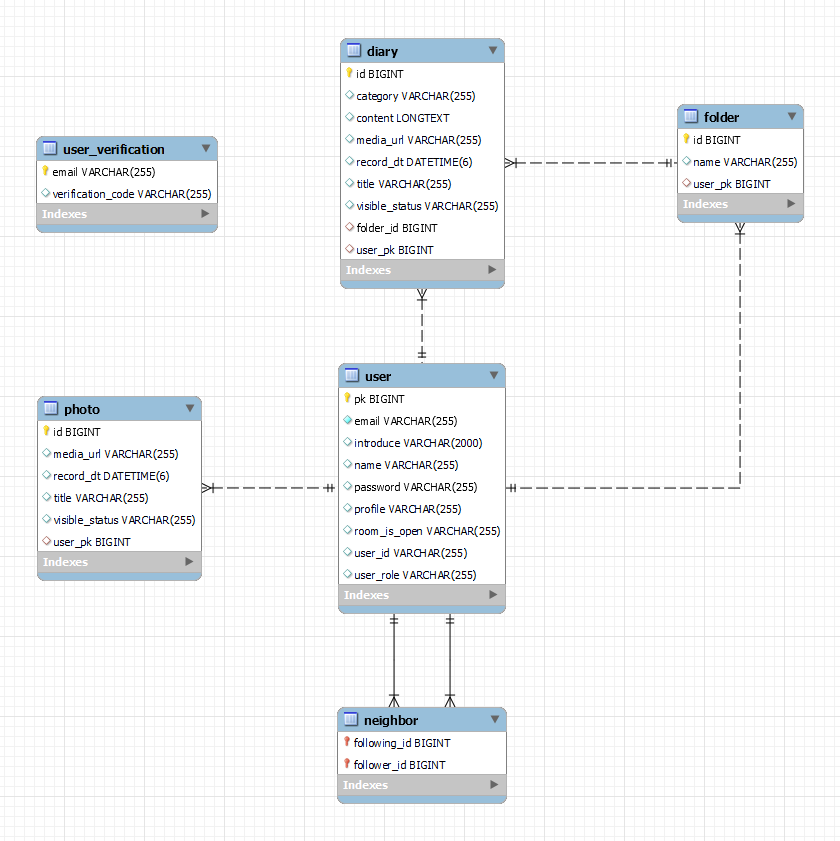 diary
id BIGINT
category VARCHAR(255)
content LONGTEXT
media_url VARCHAR(255)
record_dt DATETIME(6)
title VARCHAR(255)
visible_status VARCHAR(255)
folder_id BIGINT
user_pk BIGINT
Indexes
folder
id BIGINT
name VARCHAR(255)
user_pk BIGINT
Indexes
user_verification
email VARCHAR(255)
verification_code VARCHAR(255)
Indexes
user
pk BIGINT
email VARCHAR(255)
introduce VARCHAR(2000)
name VARCHAR(255)
password VARCHAR(255)
profile VARCHAR(255)
room_is_open VARCHAR(255)
user_id VARCHAR(255)
user_role VARCHAR(255)
Indexes
photo
id BIGINT
media_url VARCHAR(255)
record_dt DATETIME(6)
title VARCHAR(255)
visible_status VARCHAR(255)
user_pk BIGINT
Indexes
neighbor
following_id BIGINT
follower_id BIGINT
Indexes